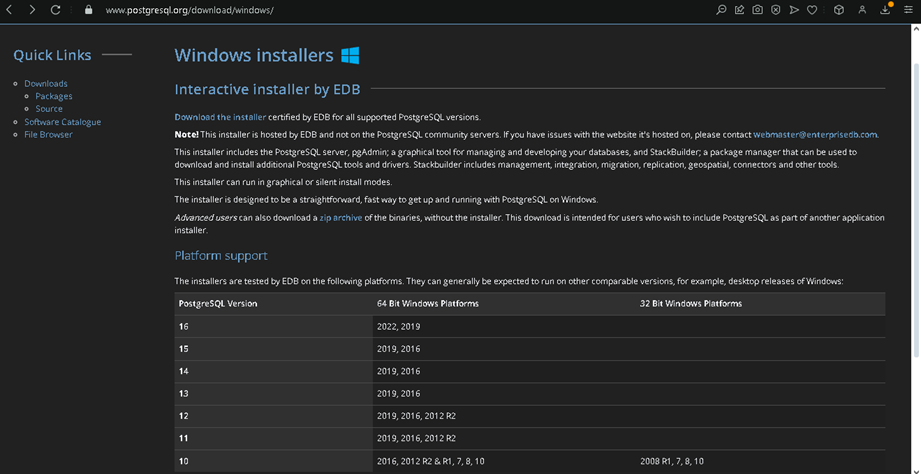 www.postgresql.org/download/windows/
Quick Links
Downloads
Packages
Source
Software Catalogue
File Browser
Windows installers
Interactive installer by EDB
Download the installer certified by EDB for all supported PostgreSQL versions.
Note! This installer is hosted by EDB and not on the PostgreSQL community servers. If you have issues with the website it's hosted on, please contact webmaster@enterprisedb.com.
This installer includes the PostgreSQL server, pgAdmin; a graphical tool for managing and developing your databases, and StackBuilder; a package manager that can be used to
download and install additional PostgreSQL tools and drivers. Stackbuilder includes management, integration, migration, replication, geospatial, connectors and other tools.
This installer can run in graphical or silent install modes.
The installer is designed to be a straightforward, fast way to get up and running with PostgreSQL on Windows.
Advanced users can also download a zip archive of the binaries, without the installer. This download is intended for users who wish to include PostgreSQL as part of another application
installer.
Platform support
The installers are tested by EDB on the following platforms. They can generally be expected to run on other comparable versions, for example, desktop releases of Windows:
PostgreSQL Version 64 Bit Windows Platforms 32 Bit Windows Platforms
16 2022, 2019
15 2019, 2016
14 2019, 2016
13 2019, 2016
12 2019, 2016, 2012 R2
11 2019, 2016, 2012 R2
10 2016, 2012 R2 & R1, 7, 8, 10 2008 R1, 7, 8, 10